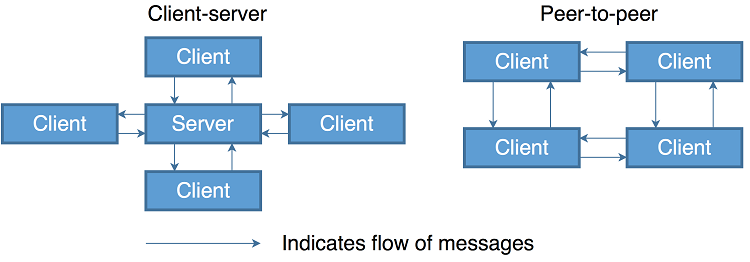 Client-server
Peer-to-peer
Client
Client
Server
Client
Client
Client
Client
Client
Client
Indicates flow of messages